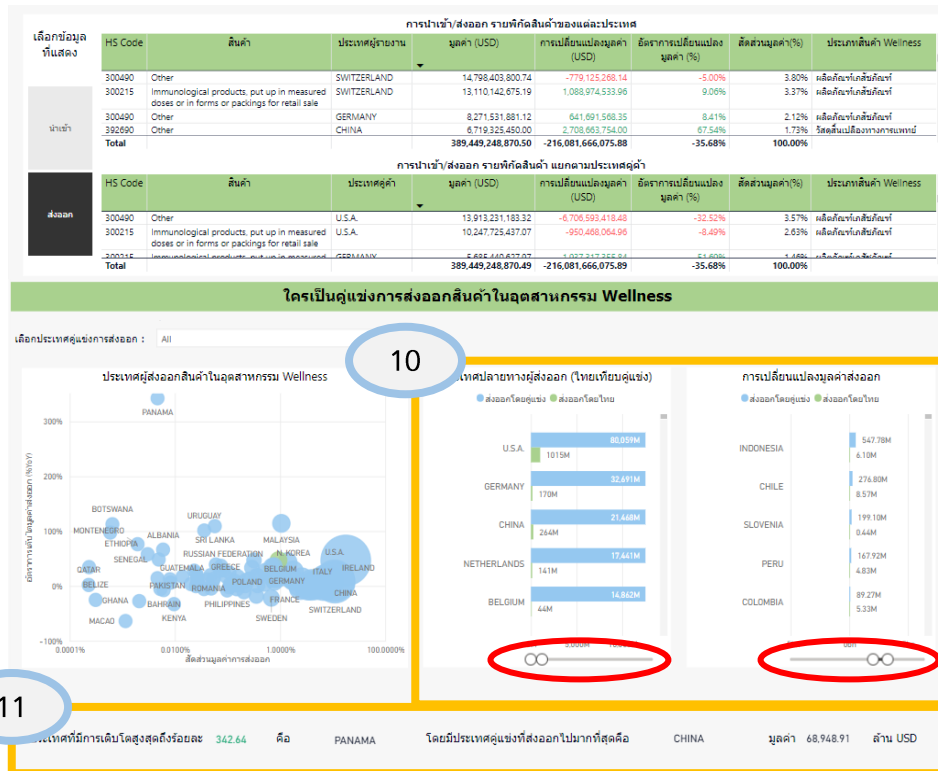 การนำเข้า/ส่งออก รายพิกัดสินค้าของแต่ละประเทศ
เลือกข้อมูล
ที่แสดง
HS Code สินค้า ประเทศผู้รายงาน มูลค่า (USD) การเปลี่ยนแปลงมูลค่า (USD) อัตราการเปลี่ยนแปลงมูลค่า (%) สัดส่วนมูลค่า(%) ประเภทสินค้า Wellness
300490 Other SWITZERLAND 14,798,403,800.74 -779,125,268.14 -5.00% 3.80% ผลิตภัณฑ์เภสัชภัณฑ์
300215 Immunological products, put up in measured SWITZERLAND 13,110,142,675.19 1,088,974,533.96 9.06% 3.37% ผลิตภัณฑ์เภสัชภัณฑ์
doses or in forms or packings for retail sale
300490 Other GERMANY 8,271,531,881.12 641,691,568.35 8.41% 2.12% ผลิตภัณฑ์เภสัชภัณฑ์
392690 Other CHINA 6,719,325,450.00 2,708,663,754.00 67.54% 1.73% วัสดุสิ้นเปลืองทางการแพทย์
Total 389,449,248,870.50 -216,081,666,075.88 -35.68% 100.00%
นำเข้า
ส่งออก
การนำเข้า/ส่งออก รายพิกัดสินค้า แยกตามประเทศคู่ค้า
HS Code สินค้า ประเทศคู่ค้า มูลค่า (USD) การเปลี่ยนแปลงมูลค่า (USD) อัตราการเปลี่ยนแปลงมูลค่า (%) สัดส่วนมูลค่า(%) ประเภทสินค้า Wellness
300490 Other U.S.A. 13,913,231,183.32 -6,706,593,418.48 -32.52% 3.57% ผลิตภัณฑ์เภสัชภัณฑ์
300215 Immunological products, put up in measured U.S.A. 10,247,725,437.07 -950,468,064.96 -8.49% 2.63% ผลิตภัณฑ์เภสัชภัณฑ์
doses or in forms or packings for retail sale
Total 389,449,248,870.49 -216,081,666,075.89 -35.68% 100.00%
ใครเป็นคู่แข่งการส่งออกสินค้าในอุตสาหกรรม Wellness
เลือกประเทศคู่แข่งการส่งออก : All
10
ประเทศผู้ส่งออกสินค้าในอุตสาหกรรม Wellness
อัตราการเติบโตมูลค่าส่งออก (%YoY)
300%
200%
100%
0%
-100%
PANAMA
BOTSWANA
URUGUAY
MONTENEGRO
ETHIOPIA
ALBANIA
SRI LANKA
MALAYSIA
SENEGAL
RUSSIAN FEDERATION
N.KOREA
U.S.A.
QATAR
GUATEMALA
GREECE
BELGIUM
ITALY
IRELAND
BELIZE
PAKISTAN
ROMANIA
POLAND
GERMANY
CHINA
GHANA
BAHRAIN
PHILIPPINES
FRANCE
SWITZERLAND
MACAO
KENYA
SWEDEN
0.0001% 0.0100% 1.0000% 100.0000%
สัดส่วนมูลค่าการส่งออก
ประเทศปลายทางผู้ส่งออก (ไทยเทียบคู่แข่ง)
ส่งออกโดยคู่แข่ง ส่งออกโดยไทย
U.S.A. 80,059M
1015M
GERMANY 32,691M
170M
CHINA 21,468M
264M
NETHERLANDS 17,441M
141M
BELGIUM 14,862M
44M
การเปลี่ยนแปลงมูลค่าส่งออก
ส่งออกโดยคู่แข่ง ส่งออกโดยไทย
INDONESIA 547.78M
6.10M
CHILE 276.80M
8.57M
SLOVENIA 199.10M
0.44M
PERU 167.92M
4.83M
COLOMBIA 89.27M
5.33M
11
ประเทศที่มีการเติบโตสูงสุดถึงร้อยละ 342.64 คือ PANAMA โดยมีประเทศคู่แข่งที่ส่งออกไปมากที่สุดคือ CHINA มูลค่า 68,948.91 ล้าน USD